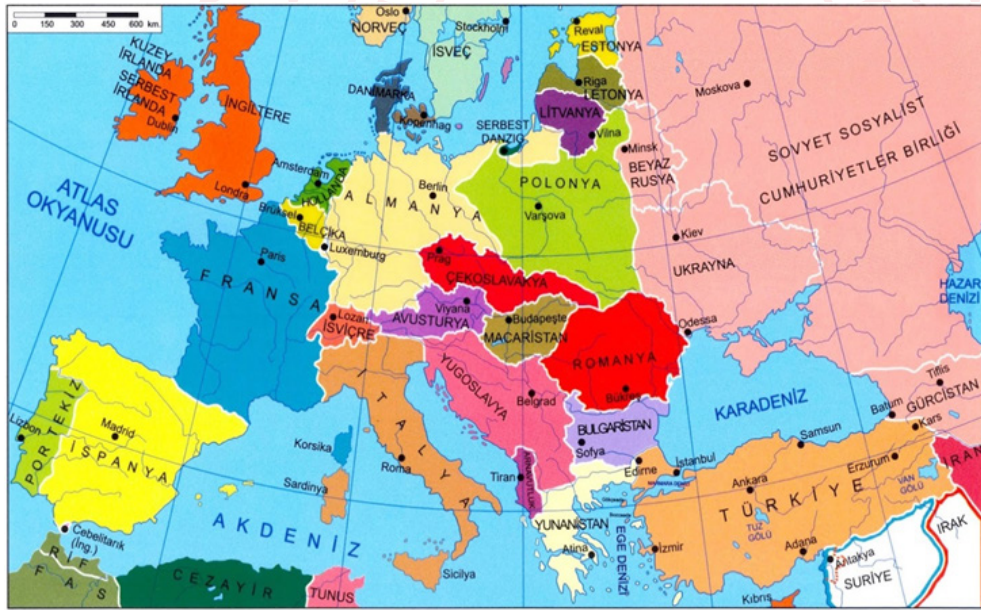 0 150 300 450 600 km.
Oslo
NORVEÇ
Stockholm
İSVEÇ
Reval
ESTONYA
KUZEY
İRLANDA
SERBEST
İRLANDA
Dublin
İNGİLTERE
Londra
DANİMARKA
Kopenhag
Riga
LETONYA
LİTVANYA
Vilna
SERBEST
DANZIG
Moskova
SOVYET SOSYALİST
CUMHURİYETLER BİRLİĞİ
Minsk
BEYAZ
RUSYA
ATLAS
OKYANUSU
Amsterdam
HOLLANDA
Brüksel
BELÇİKA
Luxemburg
Berlin
ALMANYA
POLONYA
Varşova
Kiev
UKRAYNA
HAZAR
DENİZİ
Paris
FRANSA
Prag
ÇEKOSLAVAKYA
Lozan
İSVİÇRE
Viyana
AVUSTURYA
Budapeşte
MACARİSTAN
Odessa
ROMANYA
Bükreş
YUGOSLAVYA
Belgrad
İTALYA
Roma
Korsika
Sardinya
Sicilya
BULGARİSTAN
Sofya
KARADENİZ
Tiflis
GÜRCİSTAN
Batum
Kars
PORTEKİZ
Lizbon
Madrid
İSPANYA
Cebelitarık
(İng.)
RİF
FAS
CEZAYİR
TUNUS
AKDENİZ
Tiran
ARNAVUTLUK
YUNANİSTAN
Atina
EGE DENİZİ
Edirne
İstanbul
MARMARA DENİZİ
Samsun
Ankara
TÜRKİYE
Erzurum
VAN
GÖLÜ
TUZ
GÖLÜ
İzmir
Adana
Antakya
SURİYE
IRAK
İRAN
Kıbrıs